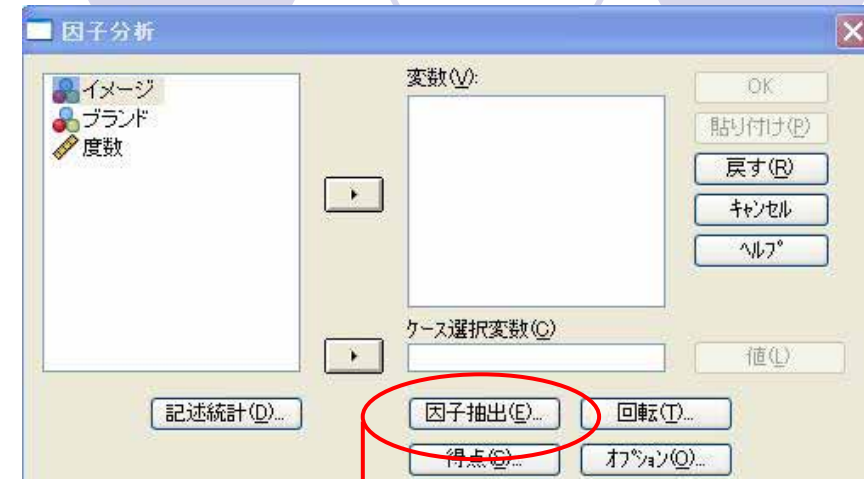 因子分析
イメージ
ブランド
度数
変数(V):
OK
貼り付け(P)
戻す(R)
キャンセル
ヘルプ
ケース選択変数(C)
値(L)
記述統計(D)...
因子抽出(E)...
回転(T)...
得点(S)...
オプション(O)...